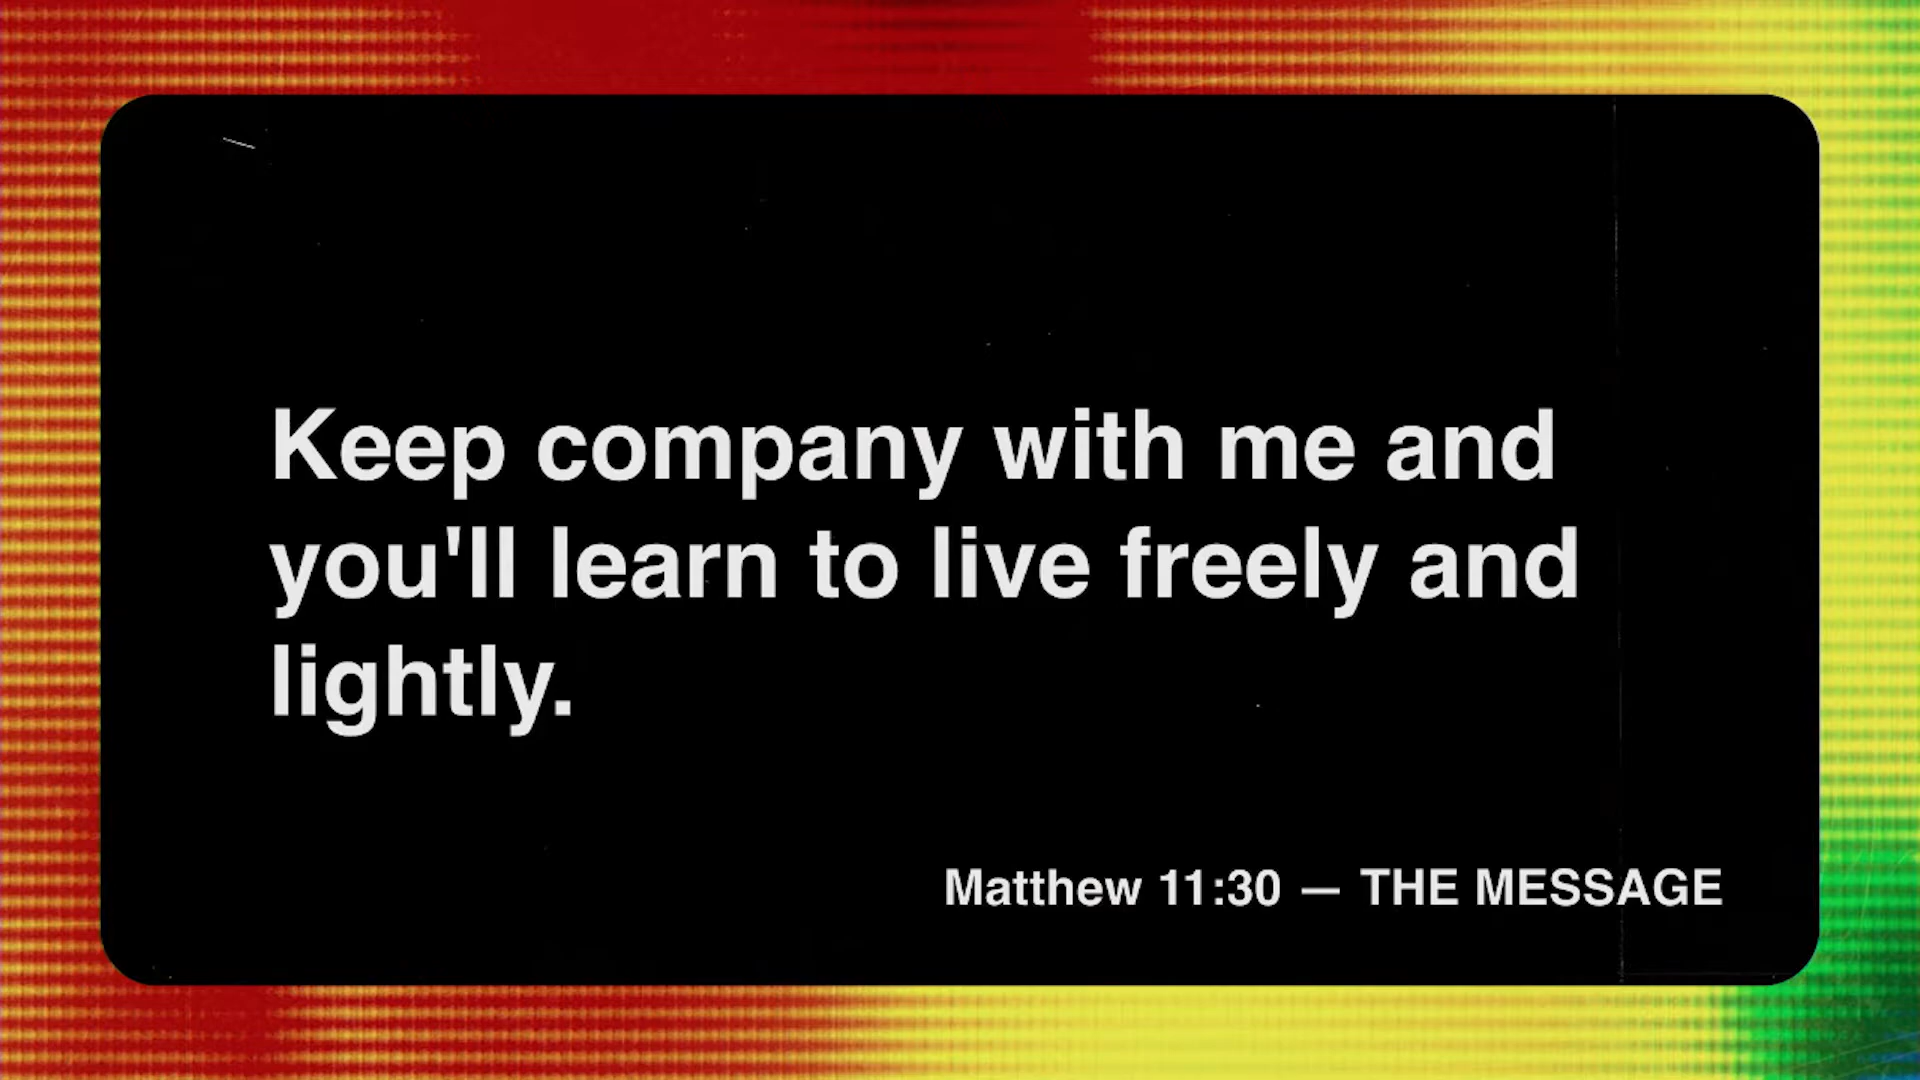 Keep company with me and
you'll learn to live freely and
lightly.
Matthew 11:30 — THE MESSAGE